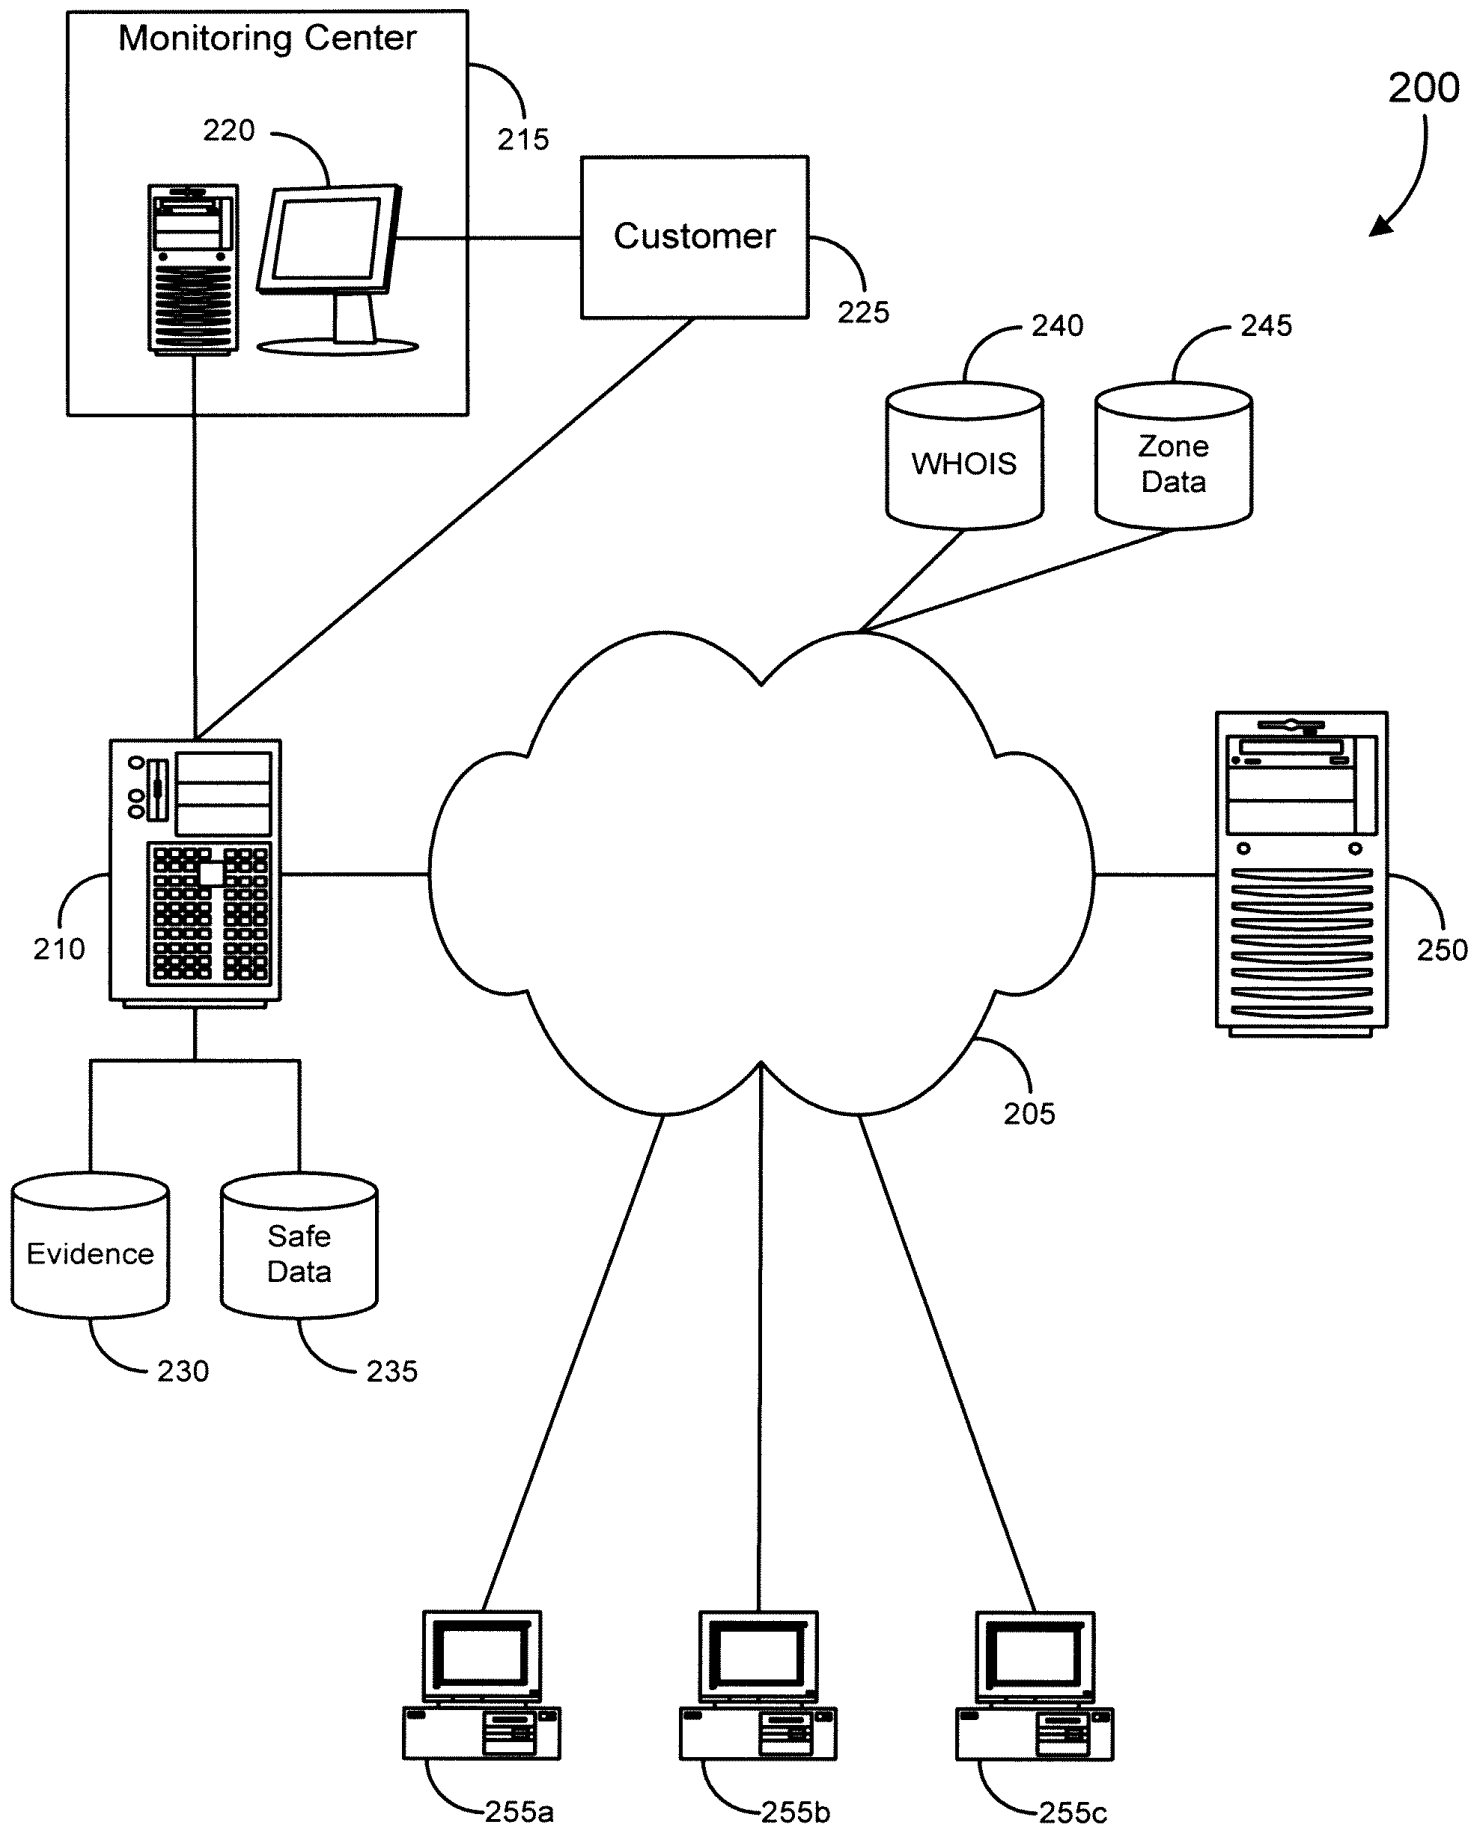 Monitoring Center
200
220
215
Customer
225
240
245
WHOIS
Zone
Data
210
250
205
Evidence
Safe
Data
230
235
255a
255b
255c